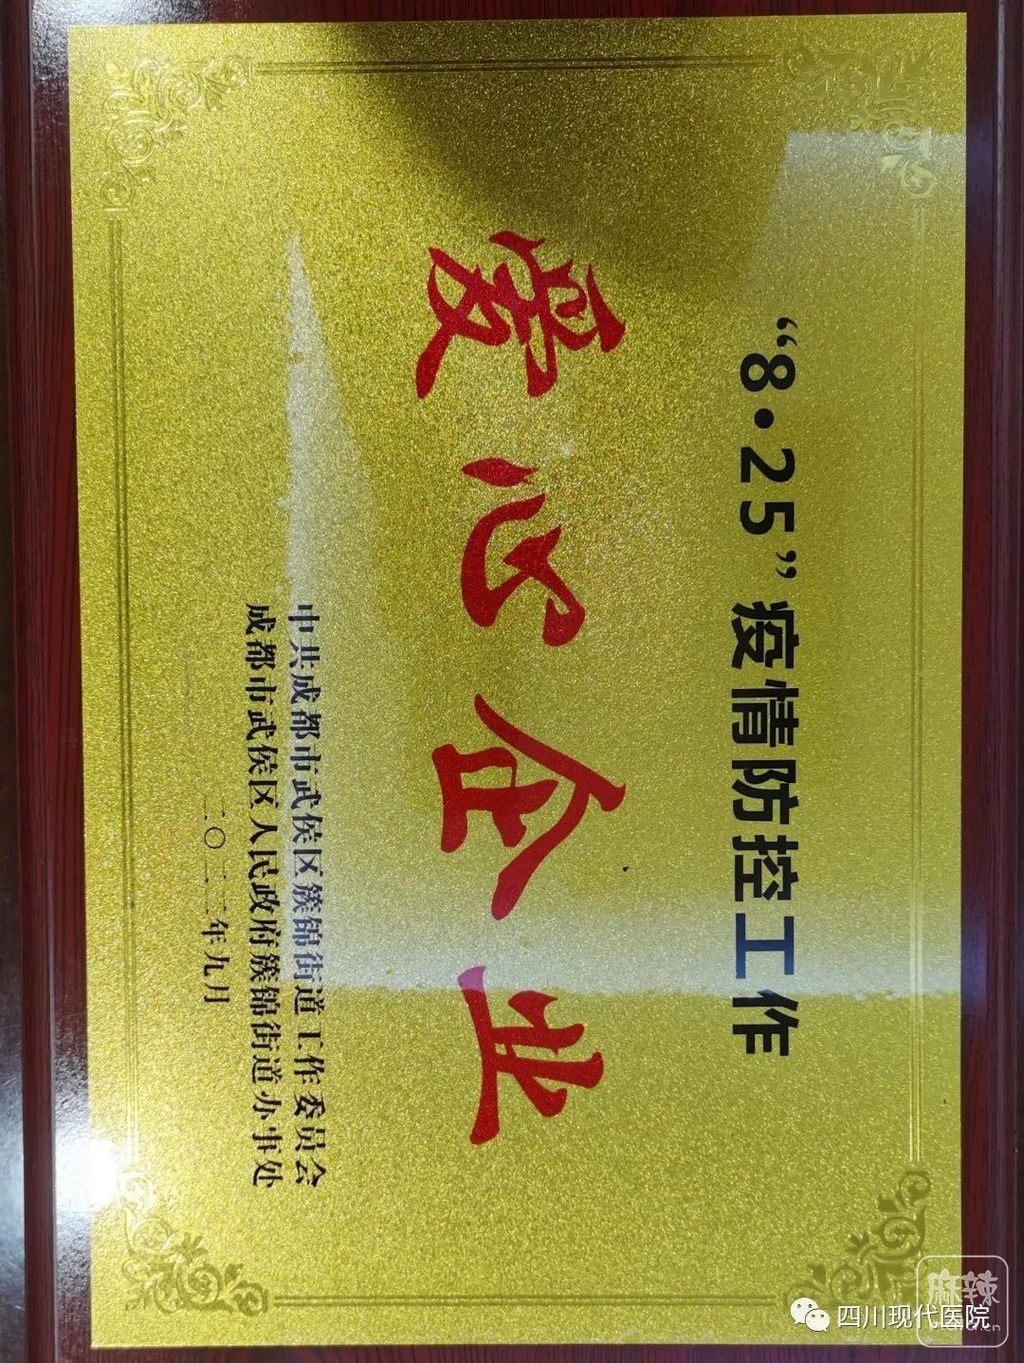 “8·25”疫情防控工作
爱心企业
中共成都市武侯区簇锦街道工作委员会
成都市武侯区人民政府簇锦街道办事处
二〇二二年九月
四川现代医院
麻辣